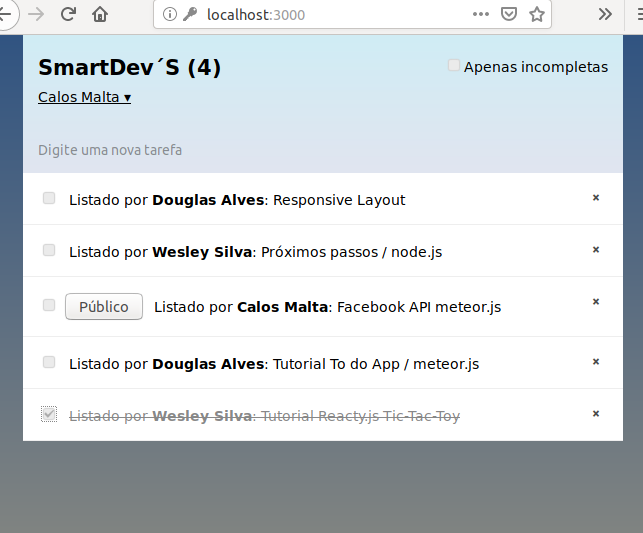 localhost:3000
SmartDev´S (4)
Apenas incompletas
Calos Malta ▾
Digite uma nova tarefa
Listado por Douglas Alves: Responsive Layout ×
Listado por Wesley Silva: Próximos passos / node.js ×
Público Listado por Calos Malta: Facebook API meteor.js ×
Listado por Douglas Alves: Tutorial To do App / meteor.js ×
Listado por Wesley Silva: Tutorial Reacty.js Tic-Tac-Toy ×